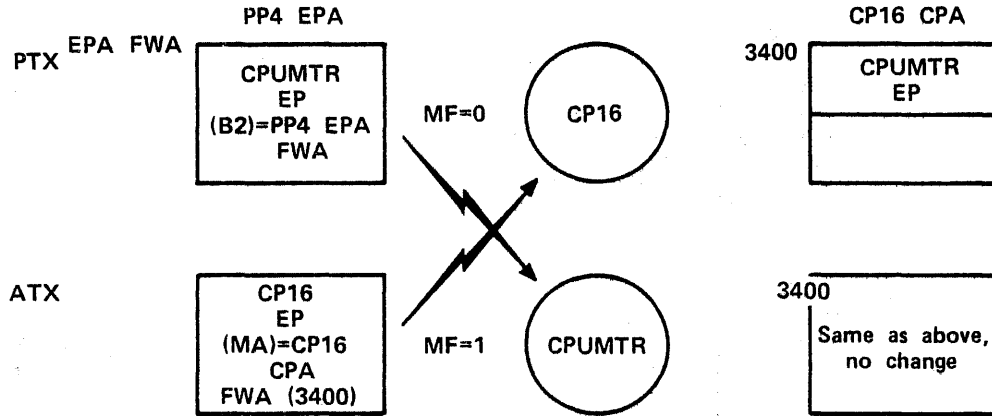 PP4 EPA
CP16 CPA
PTX
EPA FWA
CPUMTR
EP
(B2)=PP4 EPA
FWA
MF=0
CP16
3400
CPUMTR
EP
ATX
CP16
EP
(MA)=CP16
CPA
FWA (3400)
MF=1
CPUMTR
3400
Same as above,
no change